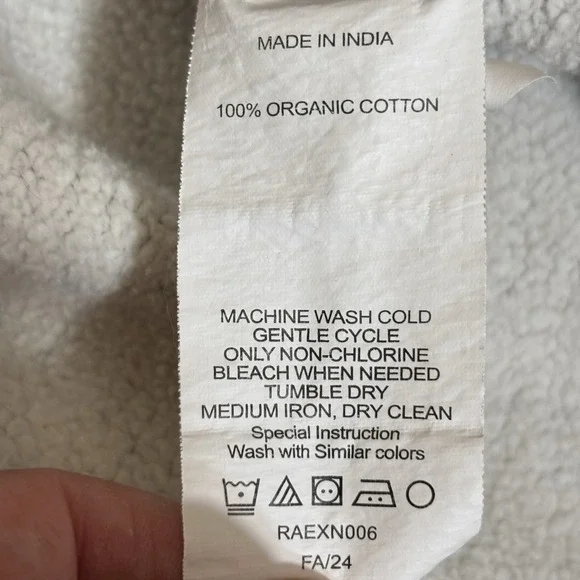 MADE IN INDIA
100% ORGANIC COTTON
MACHINE WASH COLD
GENTLE CYCLE
ONLY NON-CHLORINE
BLEACH WHEN NEEDED
TUMBLE DRY
MEDIUM IRON, DRY CLEAN
Special Instruction
Wash with Similar colors
RAEXN006
FA/24